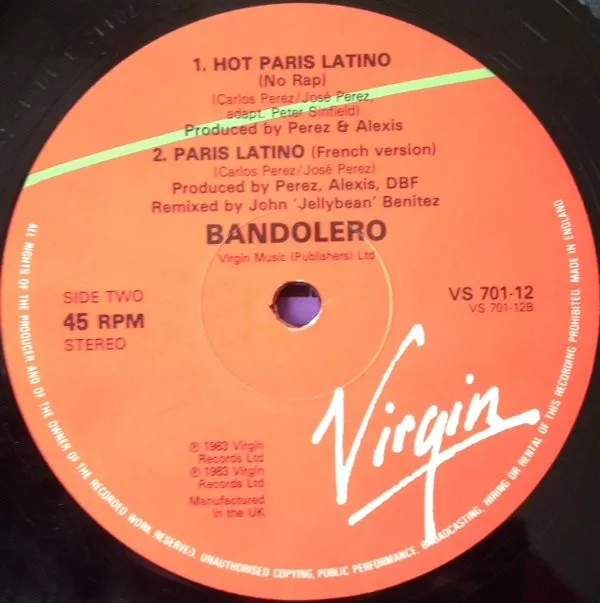 1. HOT PARIS LATINO
(No Rap)
(Carlos Perez/José Perez,
adapt. Peter Sinfield)
Produced by Perez & Alexis
2. PARIS LATINO (French version)
(Carlos Perez/José Perez)
Produced by Perez, Alexis, DBF
Remixed by John 'Jellybean' Benitez
BANDOLERO
Virgin Music (Publishers) Ltd
SIDE TWO
45 RPM
STEREO
VS 701-12
VS 701-12B
Virgin
℗ 1983 Virgin
Records Ltd
℗ 1983 Virgin
Records Ltd
Manufactured
in the UK
ALL RIGHTS OF THE PRODUCER AND OF THE OWNER OF THE RECORDED WORK RESERVED. UNAUTHORISED COPYING, PUBLIC PERFORMANCE, BROADCASTING, HIRING OR RENTAL OF THIS RECORDING PROHIBITED. MADE IN ENGLAND